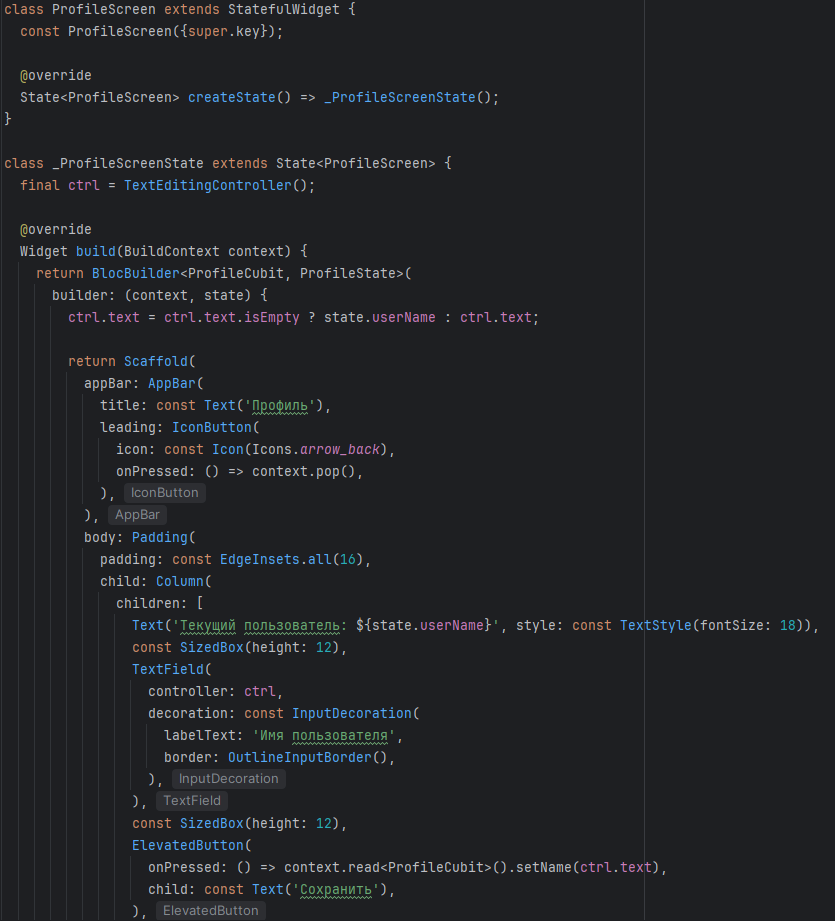 class ProfileScreen extends StatefulWidget {
  const ProfileScreen({super.key});

  @override
  State<ProfileScreen> createState() => _ProfileScreenState();
}

class _ProfileScreenState extends State<ProfileScreen> {
  final ctrl = TextEditingController();

  @override
  Widget build(BuildContext context) {
    return BlocBuilder<ProfileCubit, ProfileState>(
      builder: (context, state) {
        ctrl.text = ctrl.text.isEmpty ? state.userName : ctrl.text;

        return Scaffold(
          appBar: AppBar(
            title: const Text('Профиль'),
            leading: IconButton(
              icon: const Icon(Icons.arrow_back),
              onPressed: () => context.pop(),
            ), IconButton
          ), AppBar
          body: Padding(
            padding: const EdgeInsets.all(16),
            child: Column(
              children: [
                Text('Текущий пользователь: ${state.userName}', style: const TextStyle(fontSize: 18)),
                const SizedBox(height: 12),
                TextField(
                  controller: ctrl,
                  decoration: const InputDecoration(
                    labelText: 'Имя пользователя',
                    border: OutlineInputBorder(),
                  ), InputDecoration
                ), TextField
                const SizedBox(height: 12),
                ElevatedButton(
                  onPressed: () => context.read<ProfileCubit>().setName(ctrl.text),
                  child: const Text('Сохранить'),
                ), ElevatedButton